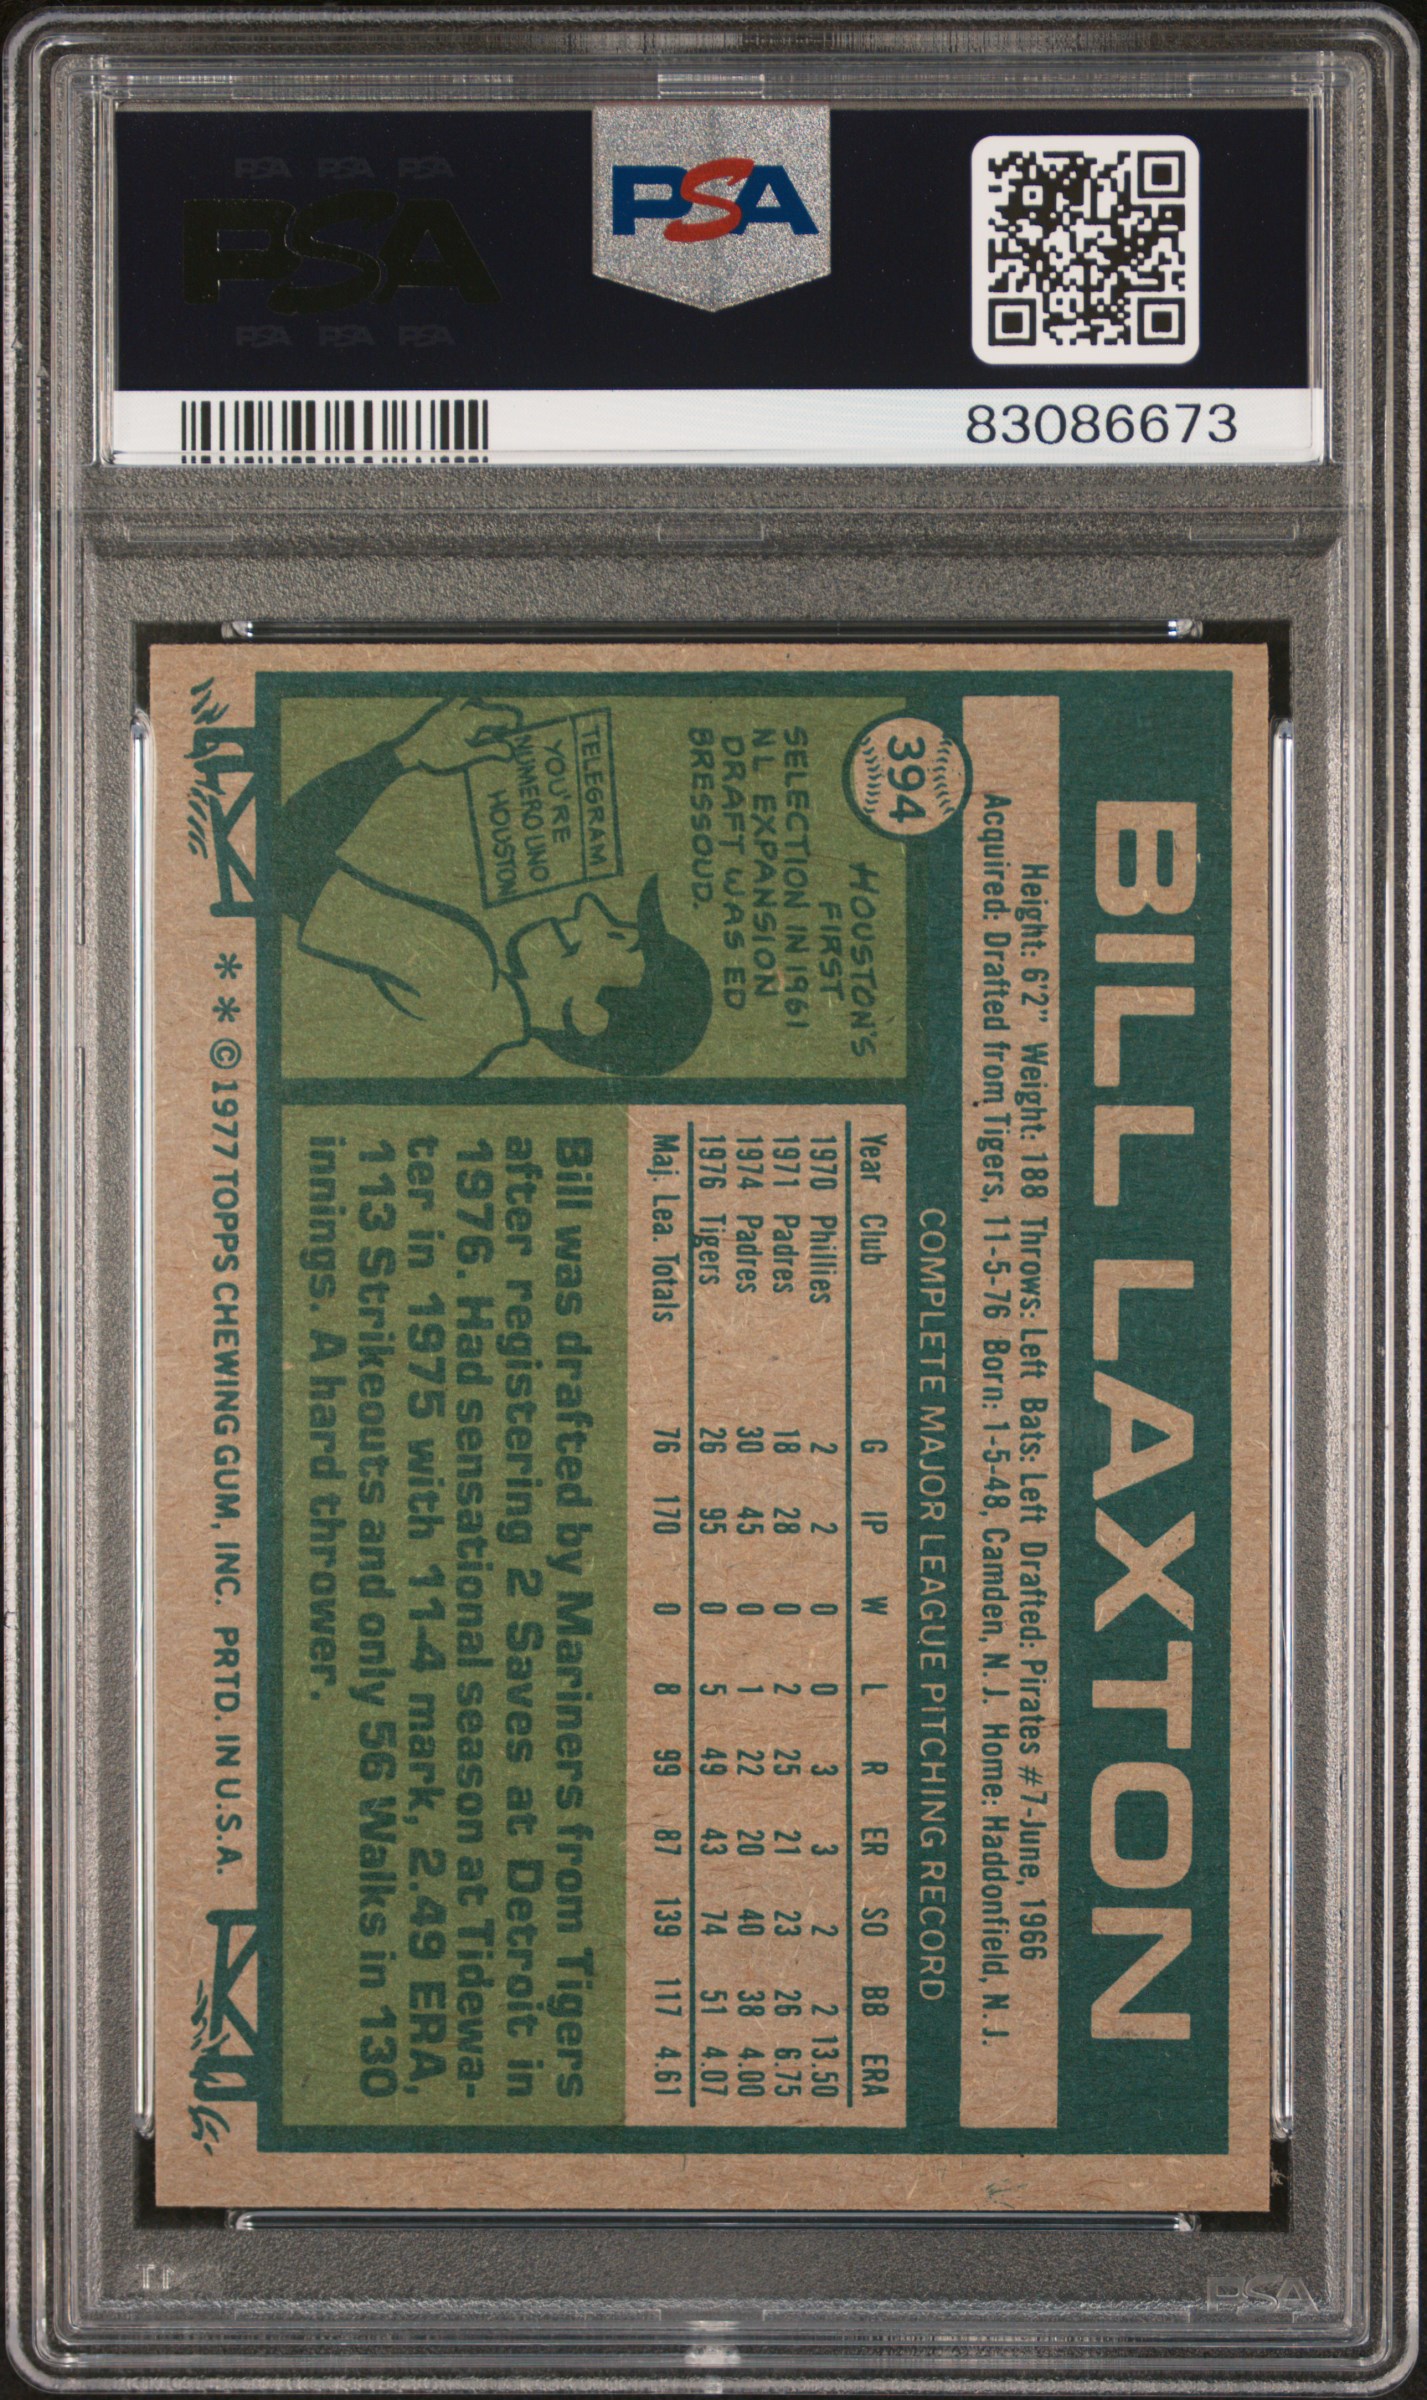 PSA PSA PSA
PSA
PSA PSA PSA
PSA
83086673
BILL LAXTON
Height: 6'2" Weight: 188 Throws: Left Bats: Left Drafted: Pirates #7-June, 1966
Acquired: Drafted from Tigers, 11-5-76 Born: 1-5-48, Camden, N. J. Home: Haddonfield, N. J.
394
HOUSTON'S
FIRST
SELECTION IN 1961
N L EXPANSION
DRAFT WAS ED
BRESSOUD.
TELEGRAM
YOU'RE
NUMERO UNO
HOUSTON
COMPLETE MAJOR LEAGUE PITCHING RECORD
Year Club G IP W L R ER SO BB ERA
1970 Phillies 2 2 0 0 3 3 2 2 13.50
1971 Padres 18 28 0 2 25 21 23 26 6.75
1974 Padres 30 45 0 1 22 20 40 38 4.00
1976 Tigers 26 95 0 5 49 43 74 51 4.07
Maj. Lea. Totals 76 170 0 8 99 87 139 117 4.61
Bill was drafted by Mariners from Tigers
after registering 2 Saves at Detroit in
1976. Had sensational season at Tidewa-
ter in 1975 with 11-4 mark, 2.49 ERA,
113 Strikeouts and only 56 Walks in 130
innings. A hard thrower.
** ©1977 TOPPS CHEWING GUM, INC. PRTD. IN U.S.A.
PSA